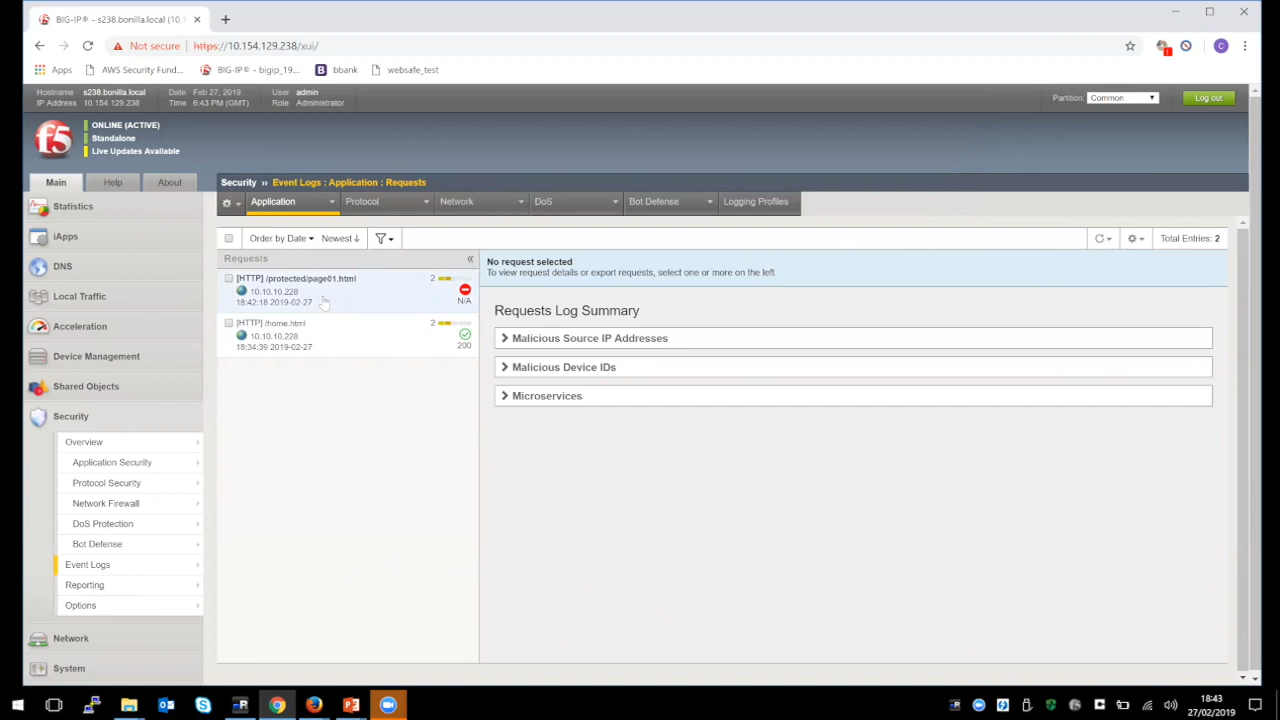 BIG-IP® - s238.bonilla.local (10.1
Not secure https://10.154.129.238/xui/
Apps AWS Security Fund... BIG-IP® - bigip_19... bbank websafe_test
Hostname s238.bonilla.local Date Feb 27, 2019 User admin
IP Address 10.154.129.238 Time 6:43 PM (GMT) Role Administrator
Partition: Common Log out
ONLINE (ACTIVE)
Standalone
Live Updates Available
Main Help About
Security ›› Event Logs : Application : Requests
Application Protocol Network DoS Bot Defense Logging Profiles
Statistics
iApps
DNS
Local Traffic
Acceleration
Device Management
Shared Objects
Security
Overview
Application Security
Protocol Security
Network Firewall
DoS Protection
Bot Defense
Event Logs
Reporting
Options
Network
System
Order by Date Newest Total Entries: 2
Requests
[HTTP] /protected/page01.html 2
10.10.10.228
18:42:18 2019-02-27 N/A
[HTTP] /home.html 2
10.10.10.228
18:34:39 2019-02-27 200
No request selected
To view request details or export requests, select one or more on the left
Requests Log Summary
Malicious Source IP Addresses
Malicious Device IDs
Microservices
18:43
27/02/2019